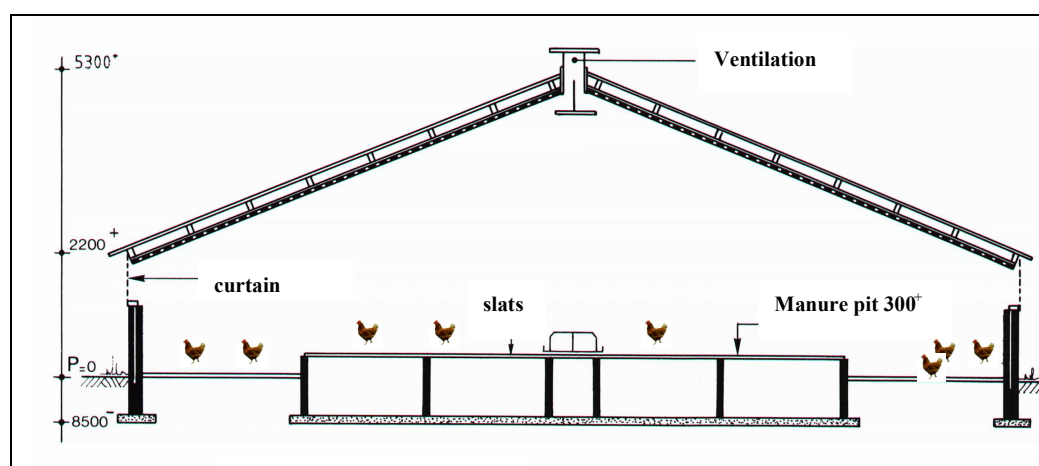 5300+
Ventilation
2200 +
curtain
slats
Manure pit 300+
P=0
8500-